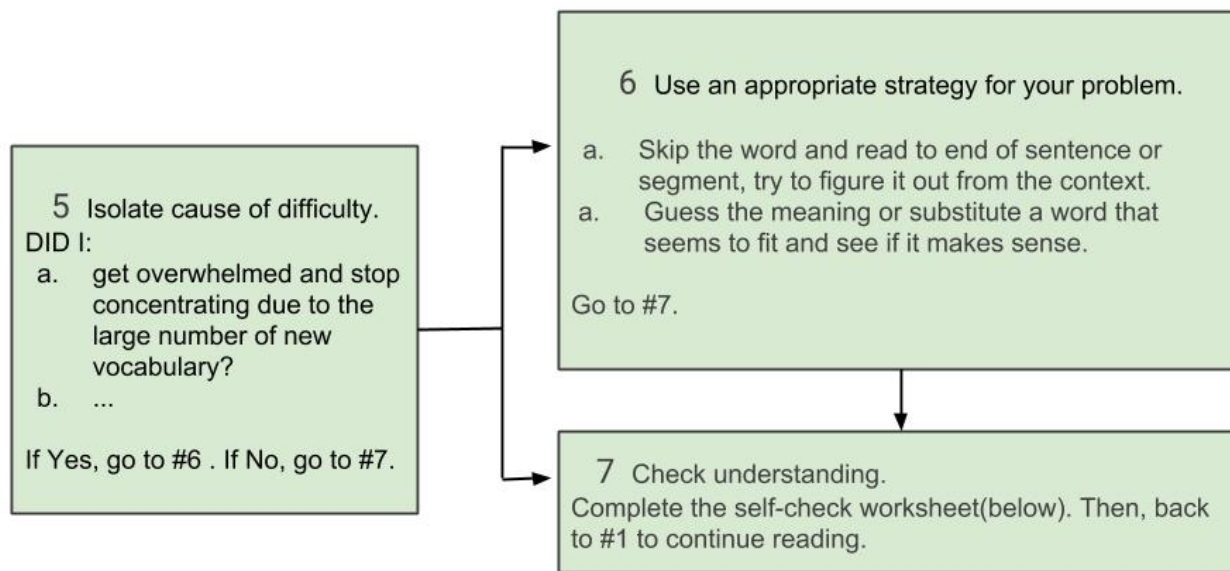 5 Isolate cause of difficulty.
DID I:
a. get overwhelmed and stop
concentrating due to the
large number of new
vocabulary?
b. ...
If Yes, go to #6 . If No, go to #7.
6 Use an appropriate strategy for your problem.
a. Skip the word and read to end of sentence or
segment, try to figure it out from the context.
a. Guess the meaning or substitute a word that
seems to fit and see if it makes sense.
Go to #7.
7 Check understanding.
Complete the self-check worksheet(below). Then, back
to #1 to continue reading.